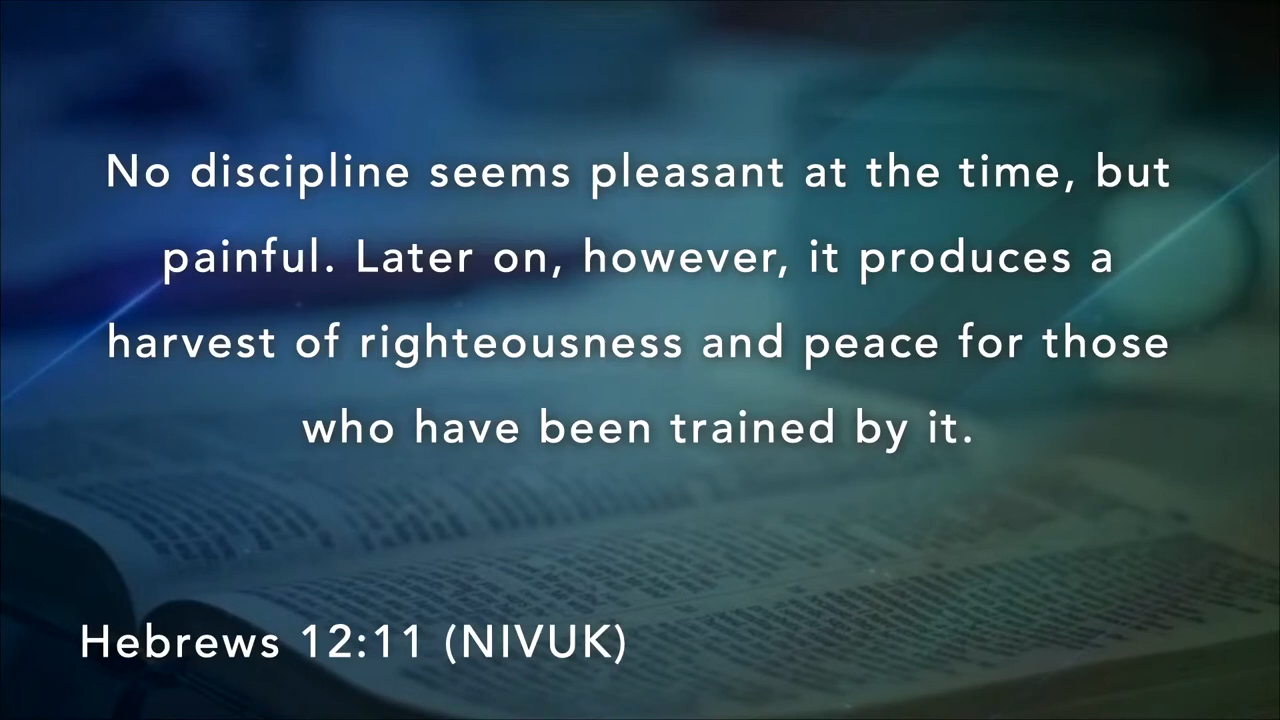 No discipline seems pleasant at the time, but
painful. Later on, however, it produces a
harvest of righteousness and peace for those
who have been trained by it.
Hebrews 12:11 (NIVUK)